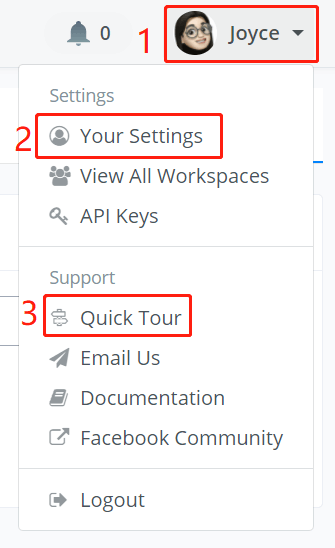 0
1
Joyce
Settings
2
Your Settings
View All Workspaces
API Keys
Support
3
Quick Tour
Email Us
Documentation
Facebook Community
Logout